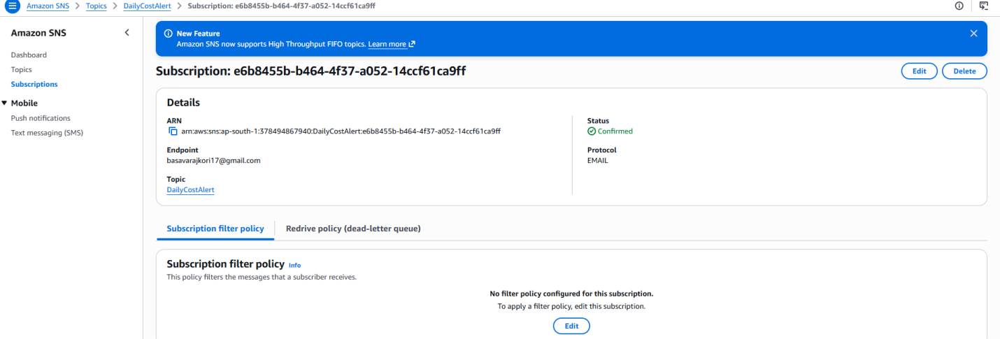 Amazon SNS > Topics > DailyCostAlert > Subscription: e6b8455b-b464-4f37-a052-14ccf61ca9ff
Amazon SNS
Dashboard
Topics
Subscriptions
Mobile
Push notifications
Text messaging (SMS)
New Feature
Amazon SNS now supports High Throughput FIFO topics. Learn more
Subscription: e6b8455b-b464-4f37-a052-14ccf61ca9ff
Edit
Delete
Details
ARN
arn:aws:sns:ap-south-1:378494867940:DailyCostAlert:e6b8455b-b464-4f37-a052-14ccf61ca9ff
Endpoint
basavarajkori17@gmail.com
Topic
DailyCostAlert
Status
Confirmed
Protocol
EMAIL
Subscription filter policy
Redrive policy (dead-letter queue)
Subscription filter policy Info
This policy filters the messages that a subscriber receives.
No filter policy configured for this subscription.
To apply a filter policy, edit this subscription.
Edit